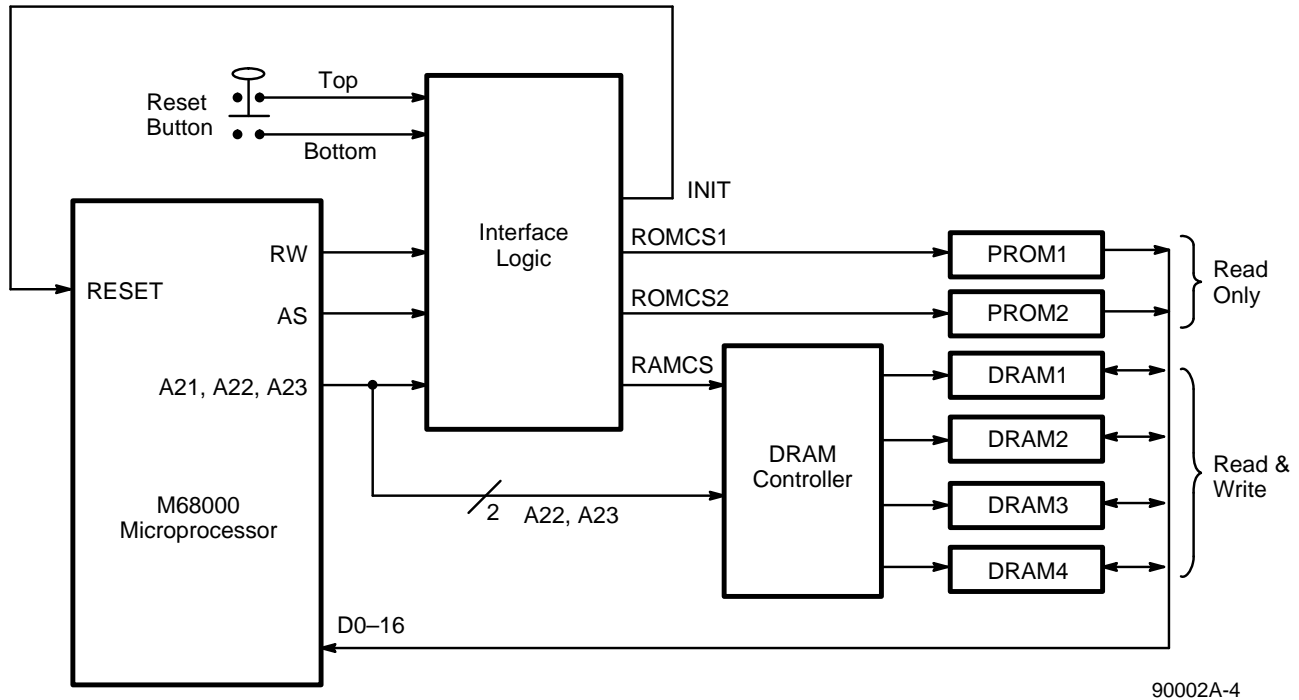 Top
Reset
Button
Bottom
INIT
Interface
Logic
RW
ROMCS1
PROM1
Read
Only
RESET
AS
ROMCS2
PROM2
A21, A22, A23
RAMCS
DRAM1
DRAM2
DRAM
Controller
Read &
Write
M68000
Microprocessor
2
A22, A23
DRAM3
DRAM4
D0–16
90002A-4